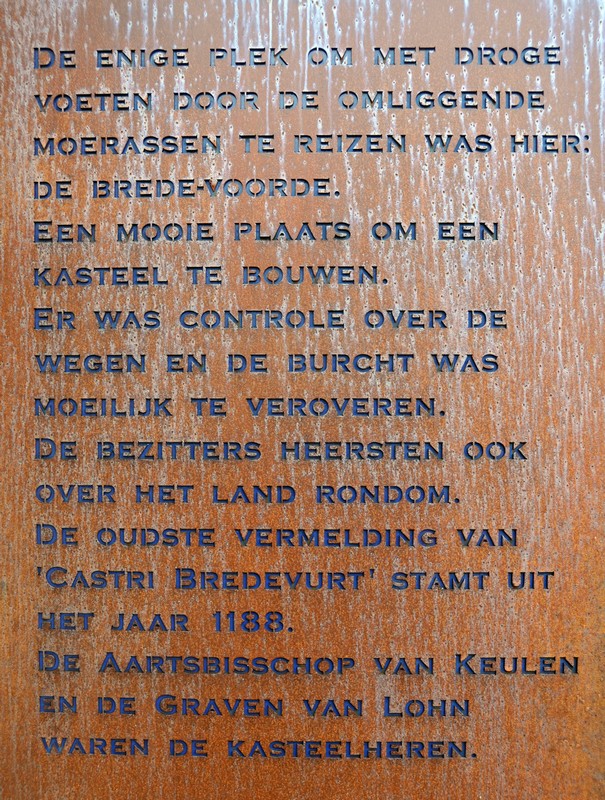 De enige plek om met droge
voeten door de omliggende
moerassen te reizen was hier:
de brede-voorde.
Een mooie plaats om een
kasteel te bouwen.
Er was controle over de
wegen en de burcht was
moeilijk te veroveren.
De bezitters heersten ook
over het land rondom.
De oudste vermelding van
'Castri Bredevurt' stamt uit
het jaar 1188.
De Aartsbisschop van Keulen
en de Graven van Lohn
waren de kasteelheren.